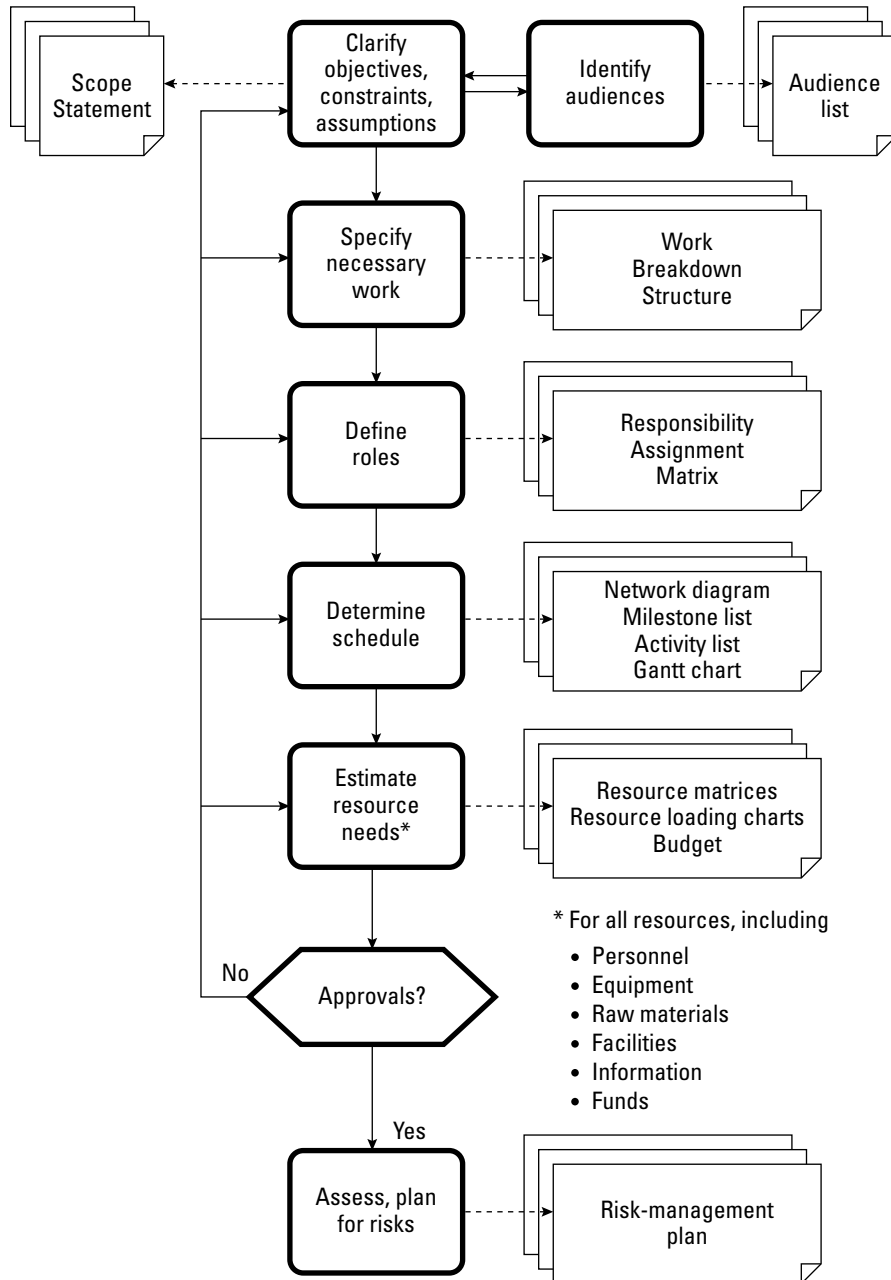 Scope
Statement
Clarify
objectives,
constraints,
assumptions
Identify
audiences
Audience
list
Specify
necessary
work
Work
Breakdown
Structure
Define
roles
Responsibility
Assignment
Matrix
Determine
schedule
Network diagram
Milestone list
Activity list
Gantt chart
Estimate
resource
needs*
Resource matrices
Resource loading charts
Budget
* For all resources, including
• Personnel
• Equipment
• Raw materials
• Facilities
• Information
• Funds
No
Approvals?
Yes
Assess, plan
for risks
Risk-management
plan